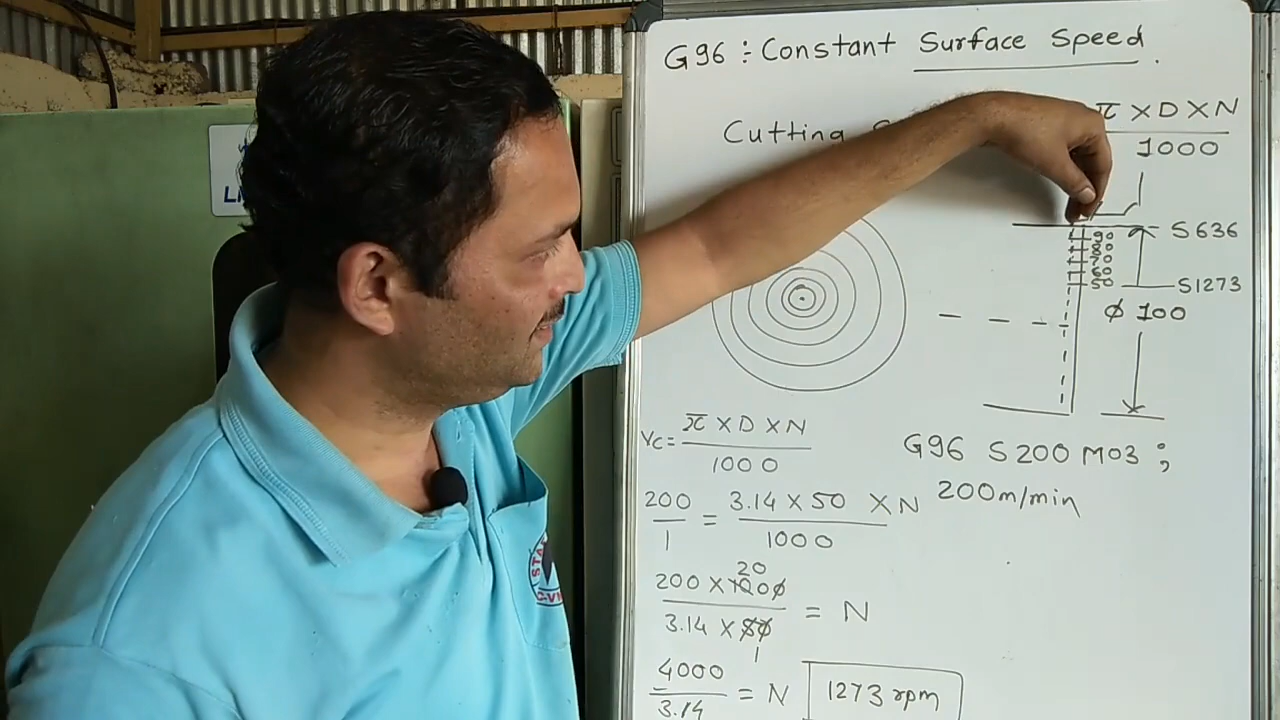 G96 : Constant Surface Speed .
Cutting
π X D X N
1000
S 636
90
80
70
60
50
S1273
ϕ 100
Vc = π X D X N
1000
G96 S200 M03 ;
200m/min
200 = 3.14 X 50 X N
1 1000
20
200 X 1000 = N
3.14 X 50
1
4000 = N
3.14
1273 rpm